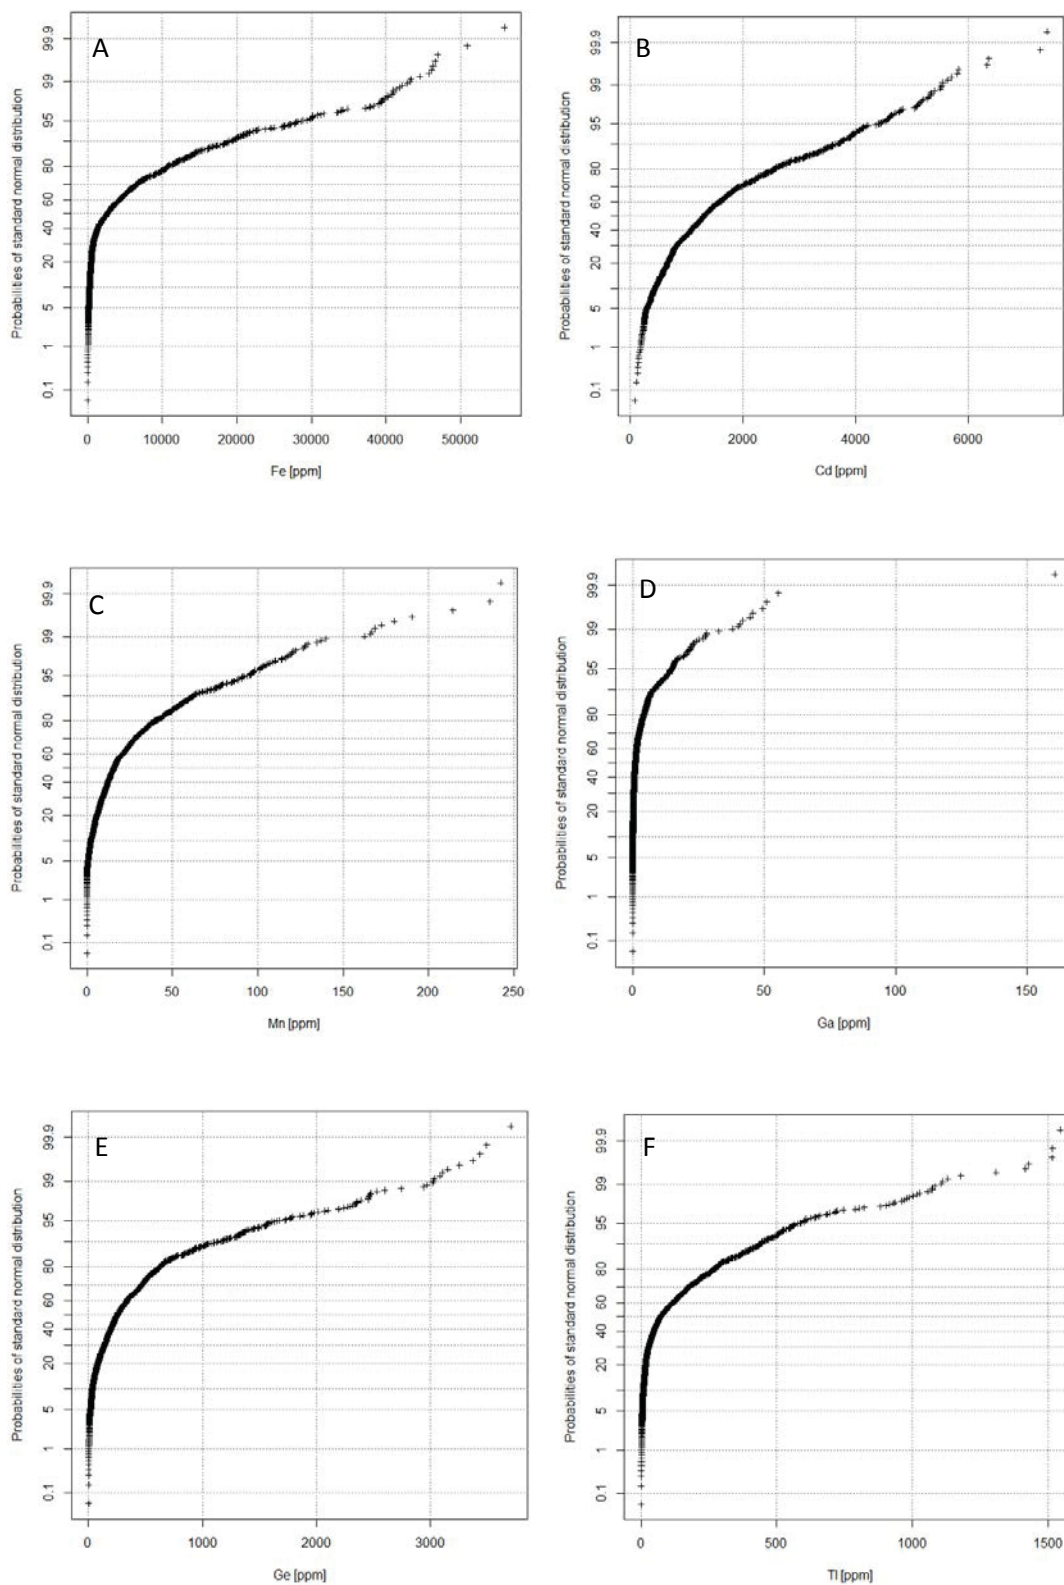 A
Probabilities of standard normal distribution
99.9
99
95
80
60
40
20
5
1
0.1
0 10000 20000 30000 40000 50000
Fe [ppm]
B
Probabilities of standard normal distribution
99.9
99
95
80
60
40
20
5
1
0.1
0 2000 4000 6000
Cd [ppm]
C
Probabilities of standard normal distribution
99.9
99
95
80
60
40
20
5
1
0.1
0 50 100 150 200 250
Mn [ppm]
D
Probabilities of standard normal distribution
99.9
99
95
80
60
40
20
5
1
0.1
0 50 100 150
Ga [ppm]
E
Probabilities of standard normal distribution
99.9
99
95
80
60
40
20
5
1
0.1
0 1000 2000 3000
Ge [ppm]
F
Probabilities of standard normal distribution
99.9
99
95
80
60
40
20
5
1
0.1
0 500 1000 1500
Tl [ppm]